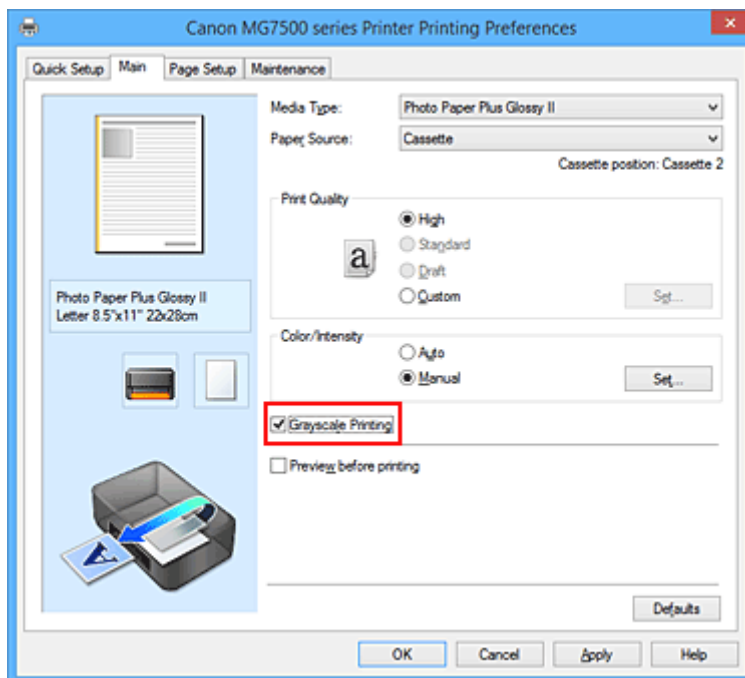 Canon MG7500 series Printer Printing Preferences
Quick Setup Main Page Setup Maintenance
Media Type: Photo Paper Plus Glossy II
Paper Source: Cassette
Cassette position: Cassette 2
Print Quality
High
a
Standard
Draft
Custom Set...
Photo Paper Plus Glossy II
Letter 8.5"x11" 22x28cm
Color/Intensity
Auto
Manual Set...
Grayscale Printing
Preview before printing
A
Defaults
OK Cancel Apply Help